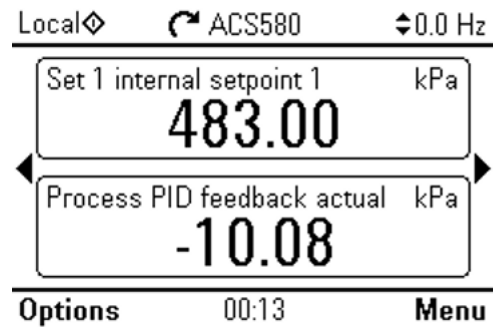 Local ACS580 0.0 Hz
Set 1 internal setpoint 1 kPa
483.00
Process PID feedback actual kPa
-10.08
Options 00:13 Menu